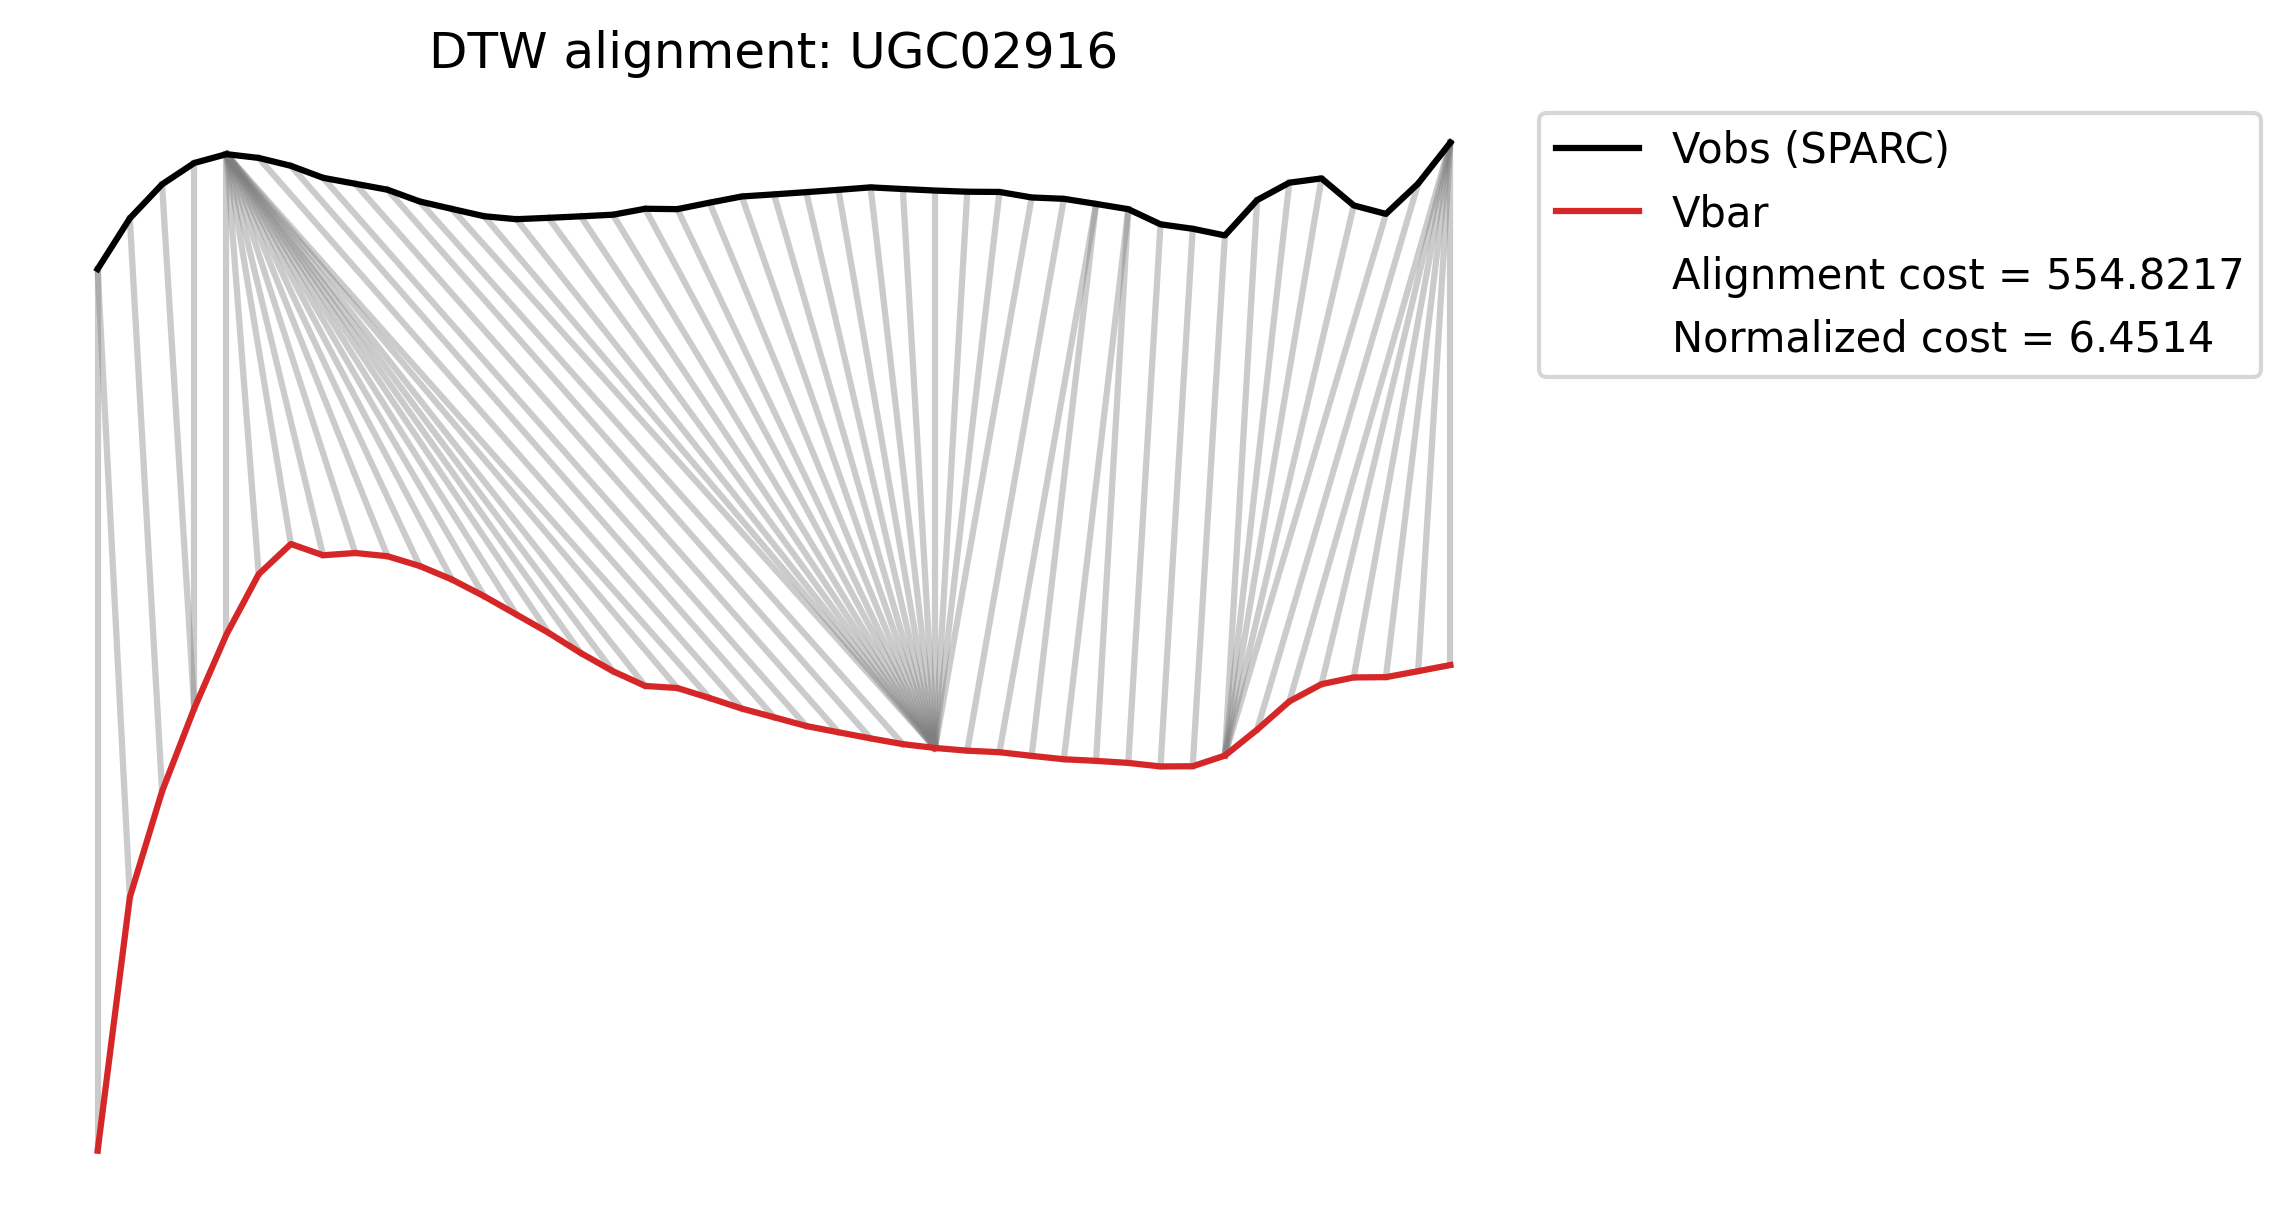 DTW alignment: UGC02916
Vobs (SPARC)
Vbar
Alignment cost = 554.8217
Normalized cost = 6.4514